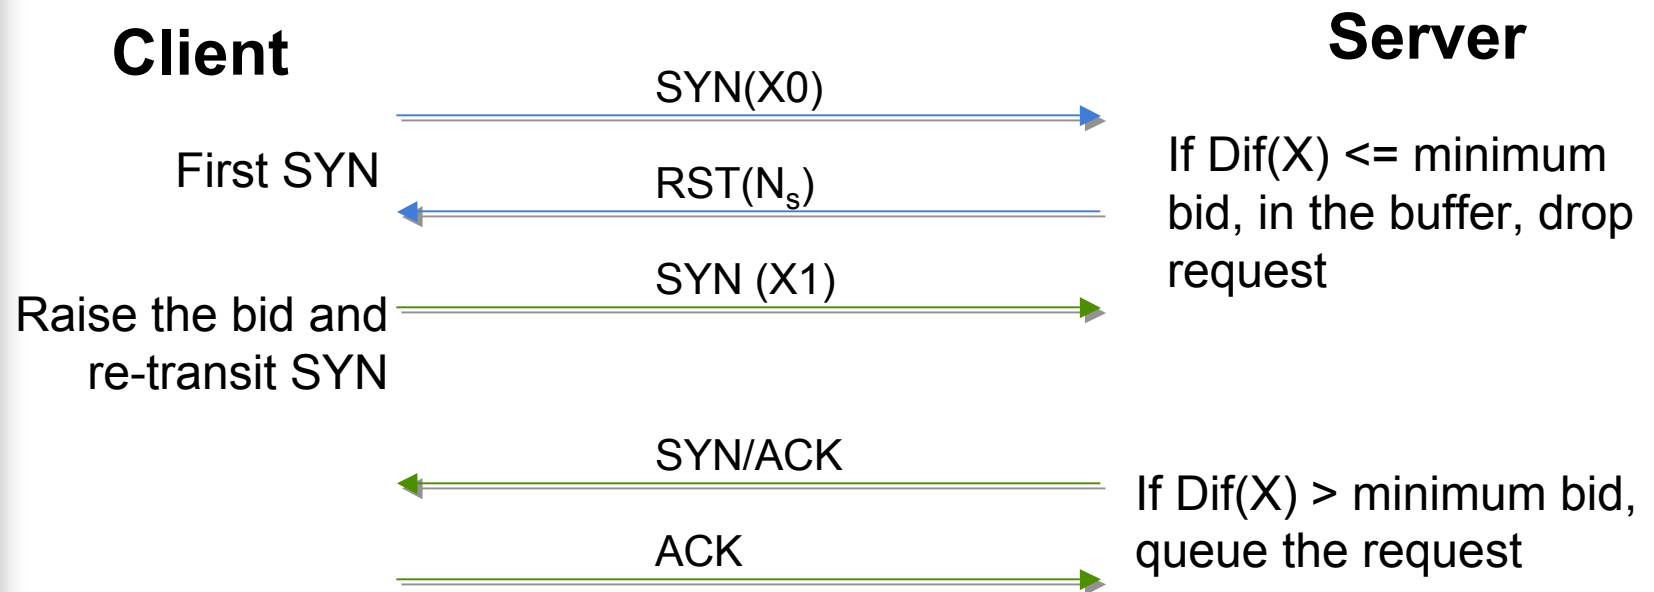 Client
Server
SYN(X0)
First SYN
RST(Nₛ)
If Dif(X) <= minimum
bid, in the buffer, drop
request
SYN (X1)
Raise the bid and
re-transit SYN
SYN/ACK
If Dif(X) > minimum bid,
queue the request
ACK